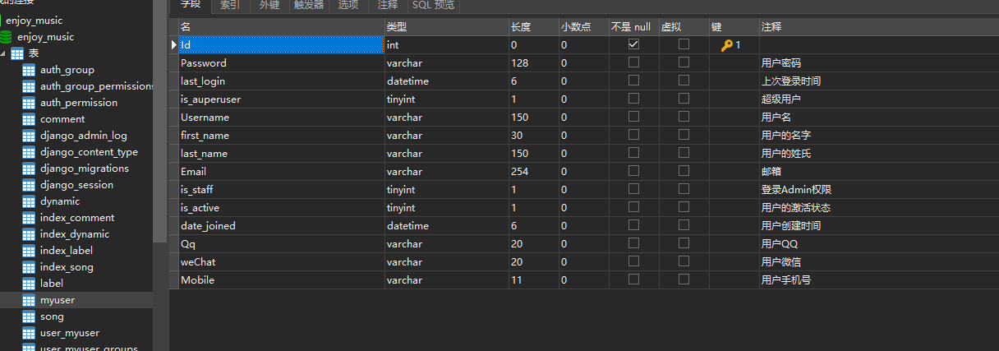 enjoy_music
enjoy_music
表
auth_group
auth_group_permissions
auth_permission
comment
django_admin_log
django_content_type
django_migrations
django_session
dynamic
index_comment
index_dynamic
index_label
index_song
label
myuser
song
user_myuser
user_myuser_groups
字段 索引 外键 触发器 选项 注释 SQL 预览
名 类型 长度 小数点 不是 null 虚拟 键 注释
Id int 0 0 1
Password varchar 128 0 用户密码
last_login datetime 6 0 上次登录时间
is_auperuser tinyint 1 0 超级用户
Username varchar 150 0 用户名
first_name varchar 30 0 用户的名字
last_name varchar 150 0 用户的姓氏
Email varchar 254 0 邮箱
is_staff tinyint 1 0 登录Admin权限
is_active tinyint 1 0 用户的激活状态
date_joined datetime 6 0 用户创建时间
Qq varchar 20 0 用户QQ
weChat varchar 20 0 用户微信
Mobile varchar 11 0 用户手机号